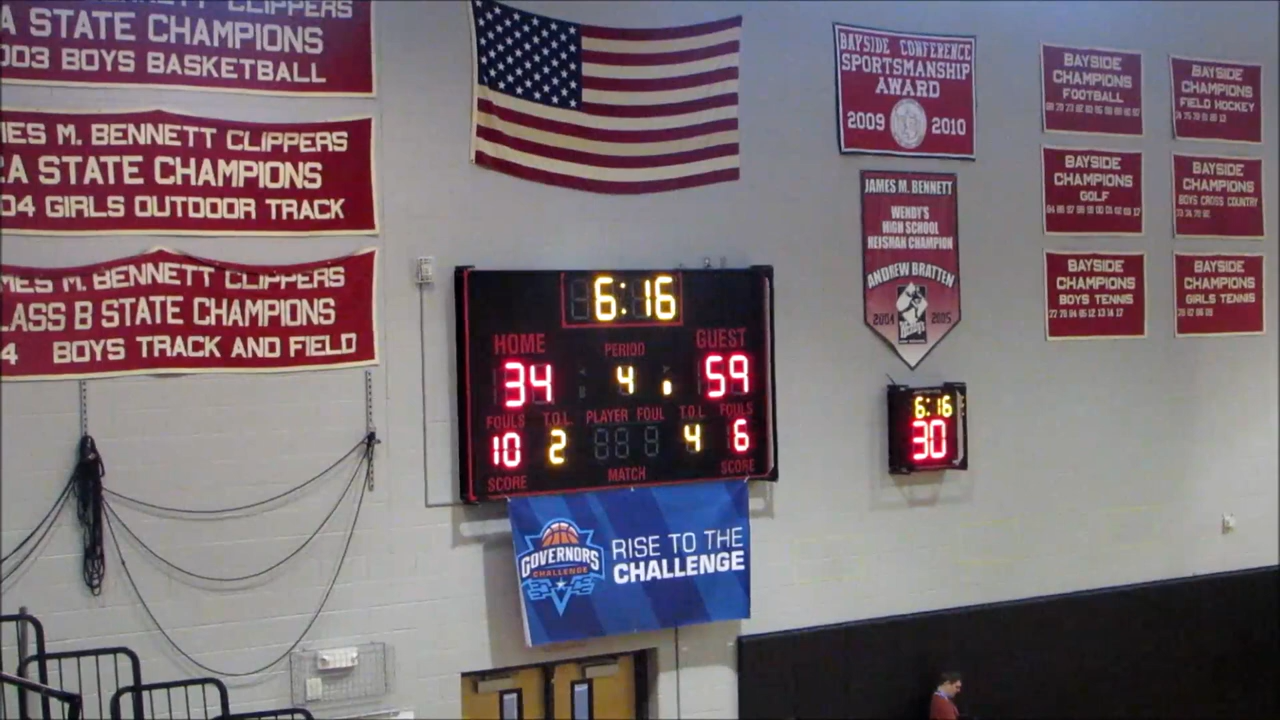 CLIPPERS
A STATE CHAMPIONS
003 BOYS BASKETBALL
MES M. BENNETT CLIPPERS
A STATE CHAMPIONS
04 GIRLS OUTDOOR TRACK
MES M. BENNETT CLIPPERS
LASS B STATE CHAMPIONS
4 BOYS TRACK AND FIELD
6:16
HOME
PERIOD
GUEST
34
4
59
FOULS
T.O.L
PLAYER FOUL
T.O.L
FOULS
10
2
4
6
SCORE
MATCH
SCORE
GOVERNORS
CHALLENGE
RISE TO THE
CHALLENGE
BAYSIDE CONFERENCE
SPORTSMANSHIP
AWARD
2009 2010
JAMES M. BENNETT
WENDY'S
HIGH SCHOOL
HEISMAN CHAMPION
ANDREW BRATTEN
2004 2005
Wendy's
6:16
30
BAYSIDE
CHAMPIONS
FOOTBALL
BAYSIDE
CHAMPIONS
FIELD HOCKEY
BAYSIDE
CHAMPIONS
GOLF
BAYSIDE
CHAMPIONS
BOYS CROSS COUNTRY
BAYSIDE
CHAMPIONS
BOYS TENNIS
BAYSIDE
CHAMPIONS
GIRLS TENNIS